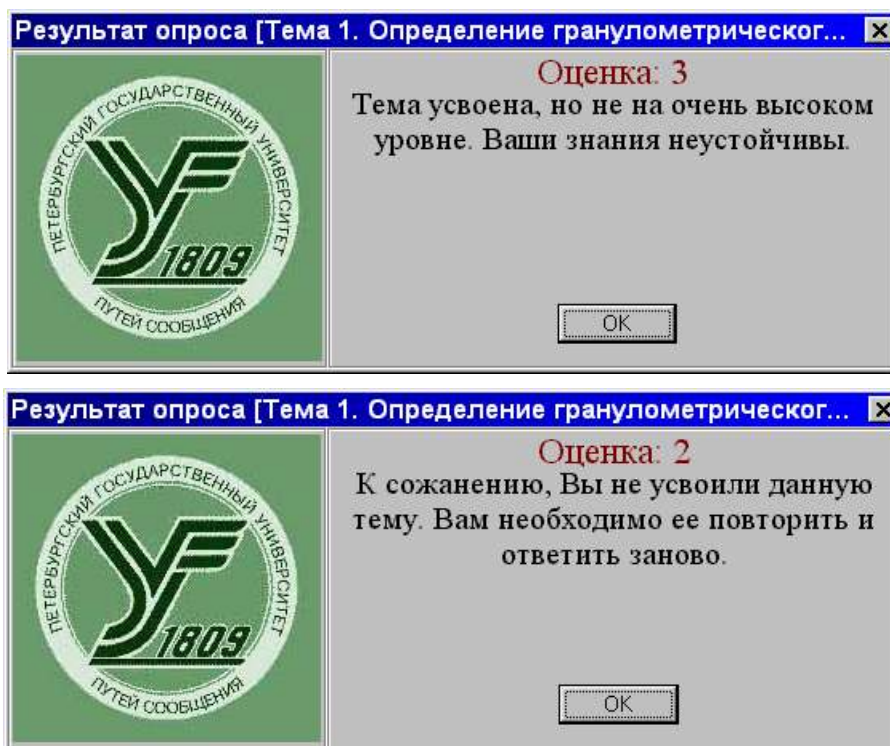 Результат опроса [Тема 1. Определение гранулометрическог...
ПЕТЕРБУРГСКИЙ ГОСУДАРСТВЕННЫЙ УНИВЕРСИТЕТ
1809
ПУТЕЙ СООБЩЕНИЯ
Оценка: 3
Тема усвоена, но не на очень высоком
уровне. Ваши знания неустойчивы.
OK
Результат опроса [Тема 1. Определение гранулометрическог...
ПЕТЕРБУРГСКИЙ ГОСУДАРСТВЕННЫЙ УНИВЕРСИТЕТ
1809
ПУТЕЙ СООБЩЕНИЯ
Оценка: 2
К сожанению, Вы не усвоили данную
тему. Вам необходимо ее повторить и
ответить заново.
OK